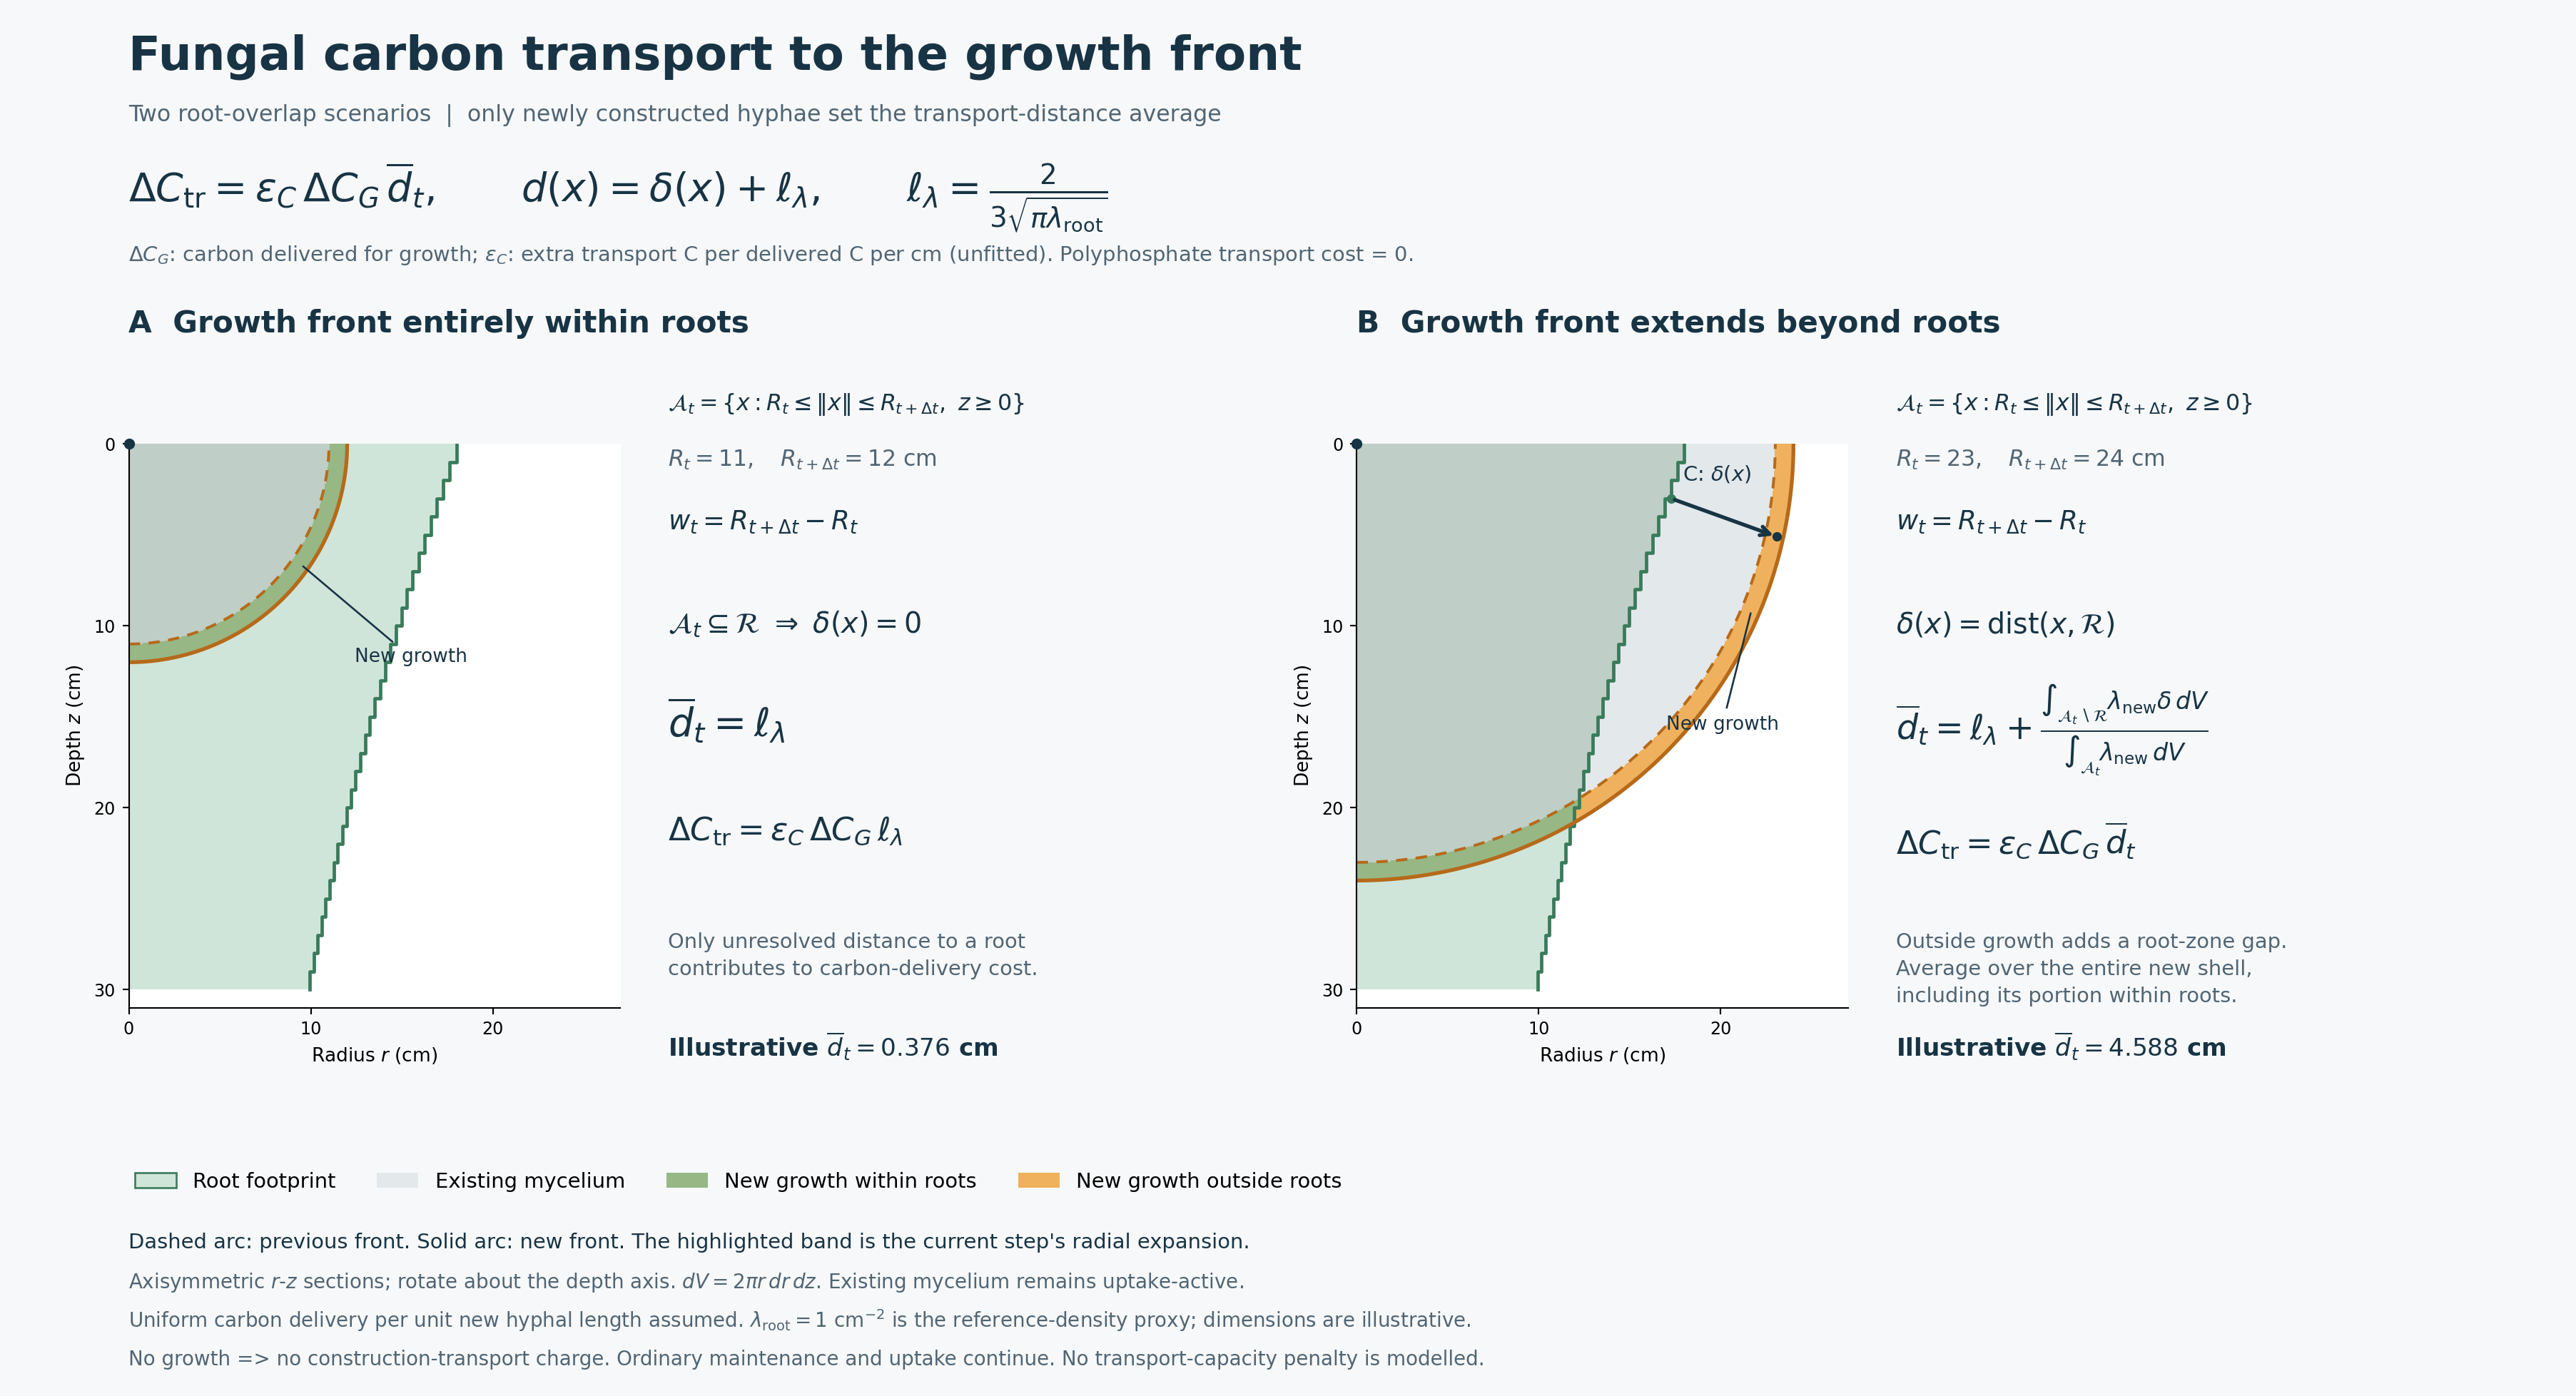 Fungal carbon transport to the growth front
Two root-overlap scenarios | only newly constructed hyphae set the transport-distance average
ΔC_tr = ε_C ΔC_G d̅_t,    d(x) = δ(x) + ℓ_λ,    ℓ_λ = 2 / (3√(πλ_root))
ΔC_G: carbon delivered for growth; ε_C: extra transport C per delivered C per cm (unfitted). Polyphosphate transport cost = 0.
A Growth front entirely within roots
0
10
20
30
Depth z (cm)
New growth
0 10 20
Radius r (cm)
𝒜_t = {x : R_t ≤ ‖x‖ ≤ R_{t+Δt}, z ≥ 0}
R_t = 11,  R_{t+Δt} = 12 cm
w_t = R_{t+Δt} − R_t
𝒜_t ⊆ ℛ ⇒ δ(x) = 0
d̅_t = ℓ_λ
ΔC_tr = ε_C ΔC_G ℓ_λ
Only unresolved distance to a root
contributes to carbon-delivery cost.
Illustrative d̅_t = 0.376 cm
B Growth front extends beyond roots
0
10
20
30
Depth z (cm)
C: δ(x)
New growth
0 10 20
Radius r (cm)
𝒜_t = {x : R_t ≤ ‖x‖ ≤ R_{t+Δt}, z ≥ 0}
R_t = 23,  R_{t+Δt} = 24 cm
w_t = R_{t+Δt} − R_t
δ(x) = dist(x, ℛ)
d̅_t = ℓ_λ + ∫_{𝒜_t \ ℛ} λ_new δ dV / ∫_{𝒜_t} λ_new dV
ΔC_tr = ε_C ΔC_G d̅_t
Outside growth adds a root-zone gap.
Average over the entire new shell,
including its portion within roots.
Illustrative d̅_t = 4.588 cm
Root footprint
Existing mycelium
New growth within roots
New growth outside roots
Dashed arc: previous front. Solid arc: new front. The highlighted band is the current step's radial expansion.
Axisymmetric r-z sections; rotate about the depth axis. dV = 2πr dr dz. Existing mycelium remains uptake-active.
Uniform carbon delivery per unit new hyphal length assumed. λ_root = 1 cm⁻² is the reference-density proxy; dimensions are illustrative.
No growth => no construction-transport charge. Ordinary maintenance and uptake continue. No transport-capacity penalty is modelled.